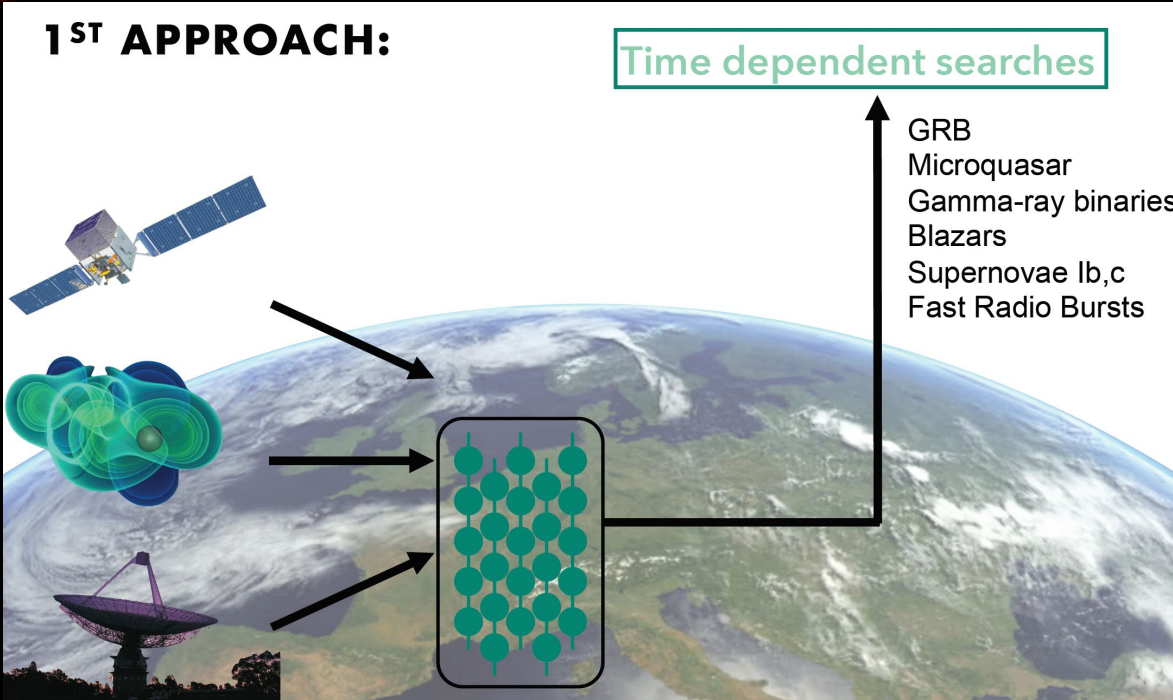 1ST APPROACH:
Time dependent searches
GRB
Microquasar
Gamma-ray binaries
Blazars
Supernovae Ib,c
Fast Radio Bursts